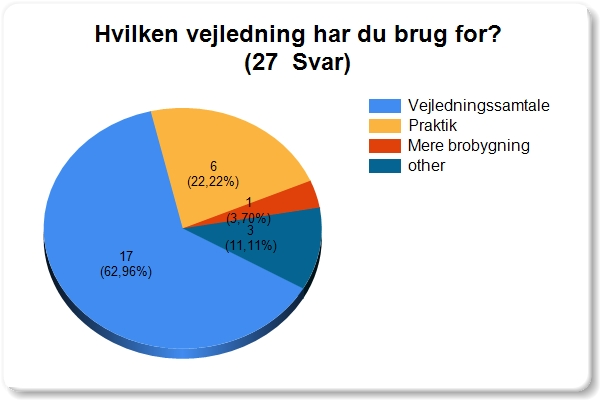 Hvilken vejledning har du brug for?
(27 Svar)
Vejledningssamtale
Praktik
Mere brobygning
other
6
(22,22%)
1
(3,70%)
3
(11,11%)
17
(62,96%)